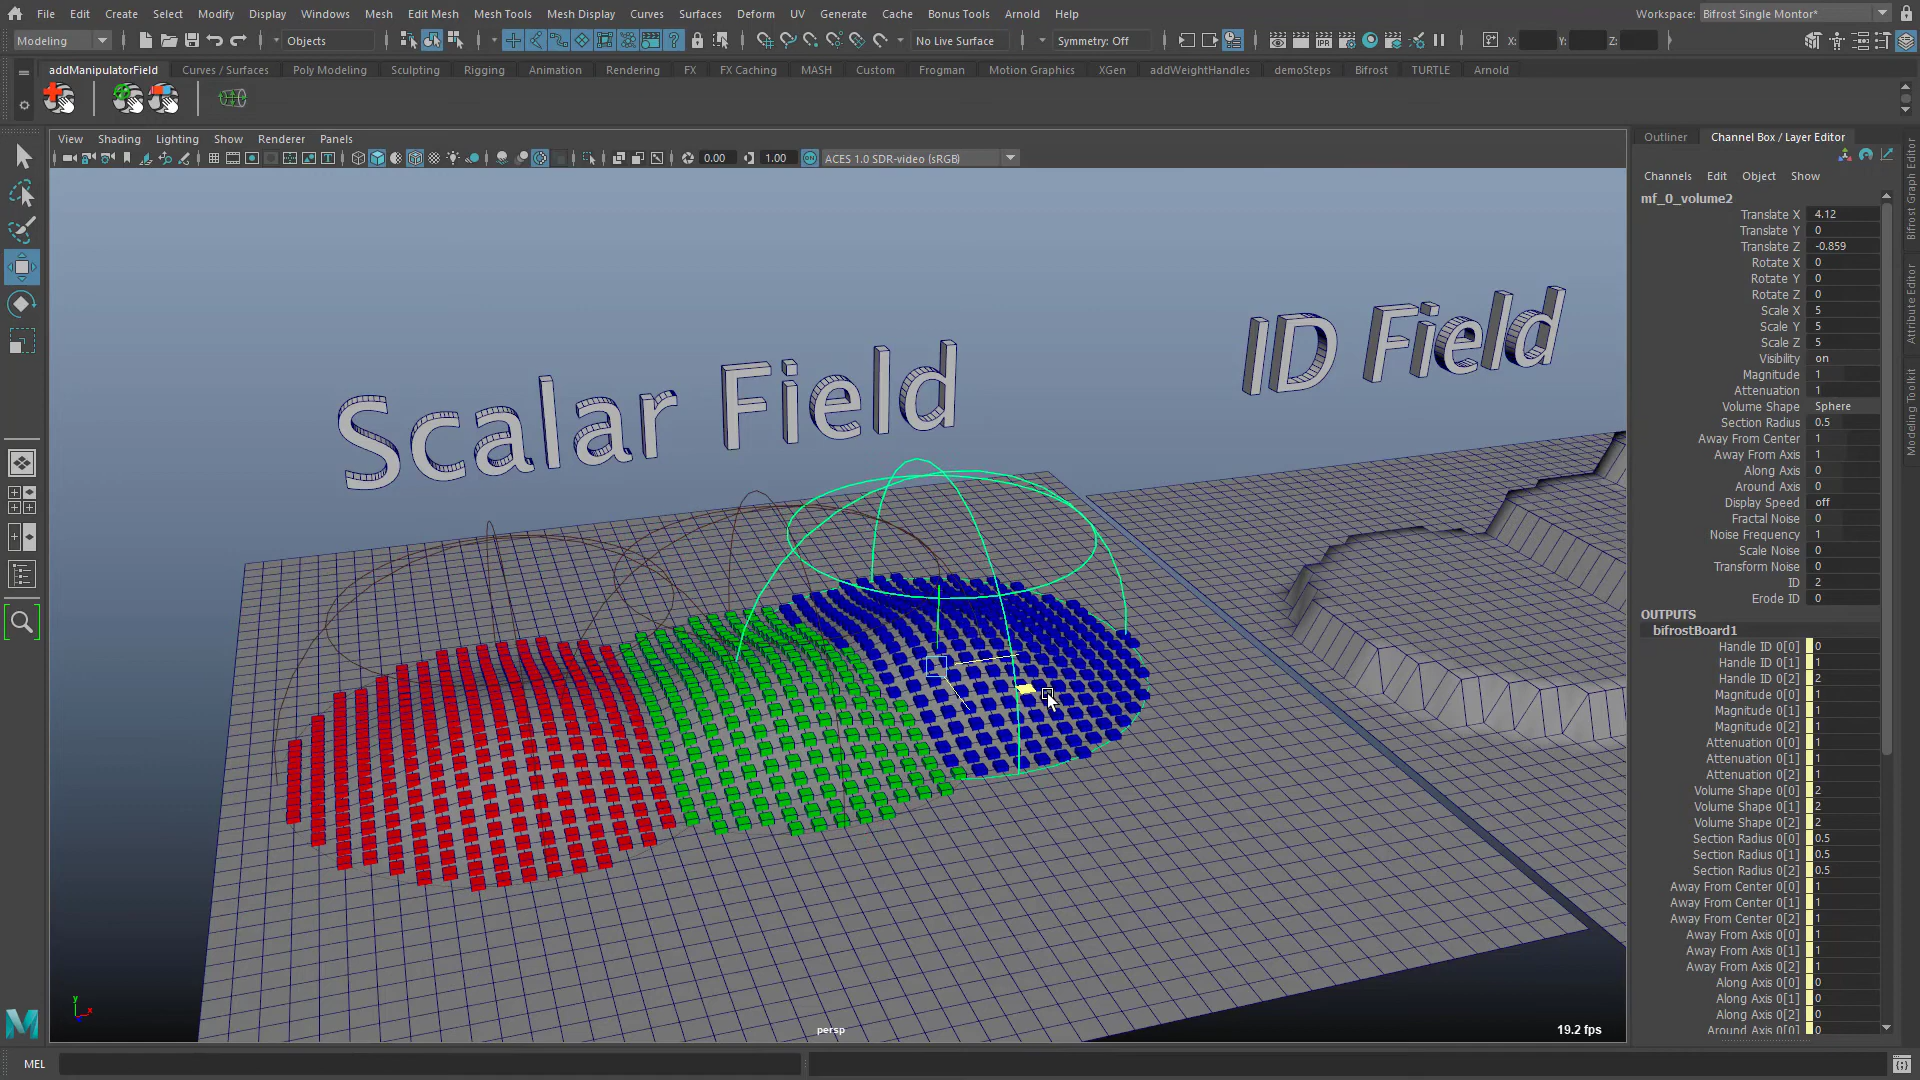 File Edit Create Select Modify Display Windows Mesh Edit Mesh Mesh Tools Mesh Display Curves Surfaces Deform UV Generate Cache Bonus Tools Arnold Help Workspace: Bifrost Single Montor*
Modeling Objects No Live Surface Symmetry: Off X: Y: Z:
addManipulatorField Curves / Surfaces Poly Modeling Sculpting Rigging Animation Rendering FX FX Caching MASH Custom Frogman Motion Graphics XGen addWeightHandles demoSteps Bifrost TURTLE Arnold
View Shading Lighting Show Renderer Panels
0.00 1.00 ACES 1.0 SDR-video (sRGB)
Scalar Field
ID Field
persp
19.2 fps
Outliner Channel Box / Layer Editor
Channels Edit Object Show
mf_0_volume2
Translate X 4.12
Translate Y 0
Translate Z -0.859
Rotate X 0
Rotate Y 0
Rotate Z 0
Scale X 5
Scale Y 5
Scale Z 5
Visibility on
Magnitude 1
Attenuation 1
Volume Shape Sphere
Section Radius 0.5
Away From Center 1
Away From Axis 1
Along Axis 0
Around Axis 0
Display Speed off
Fractal Noise 0
Noise Frequency 1
Scale Noise 0
Transform Noise 0
ID 2
Erode ID 0
OUTPUTS
bifrostBoard1
Handle ID 0[0] 0
Handle ID 0[1] 1
Handle ID 0[2] 2
Magnitude 0[0] 1
Magnitude 0[1] 1
Magnitude 0[2] 1
Attenuation 0[0] 1
Attenuation 0[1] 1
Attenuation 0[2] 1
Volume Shape 0[0] 2
Volume Shape 0[1] 2
Volume Shape 0[2] 2
Section Radius 0[0] 0.5
Section Radius 0[1] 0.5
Section Radius 0[2] 0.5
Away From Center 0[0] 1
Away From Center 0[1] 1
Away From Center 0[2] 1
Away From Axis 0[0] 1
Away From Axis 0[1] 1
Away From Axis 0[2] 1
Along Axis 0[0] 0
Along Axis 0[1] 0
Along Axis 0[2] 0
Around Axis 0[0] 0
Bifrost Graph Editor
Attribute Editor
Modeling Toolkit
MEL